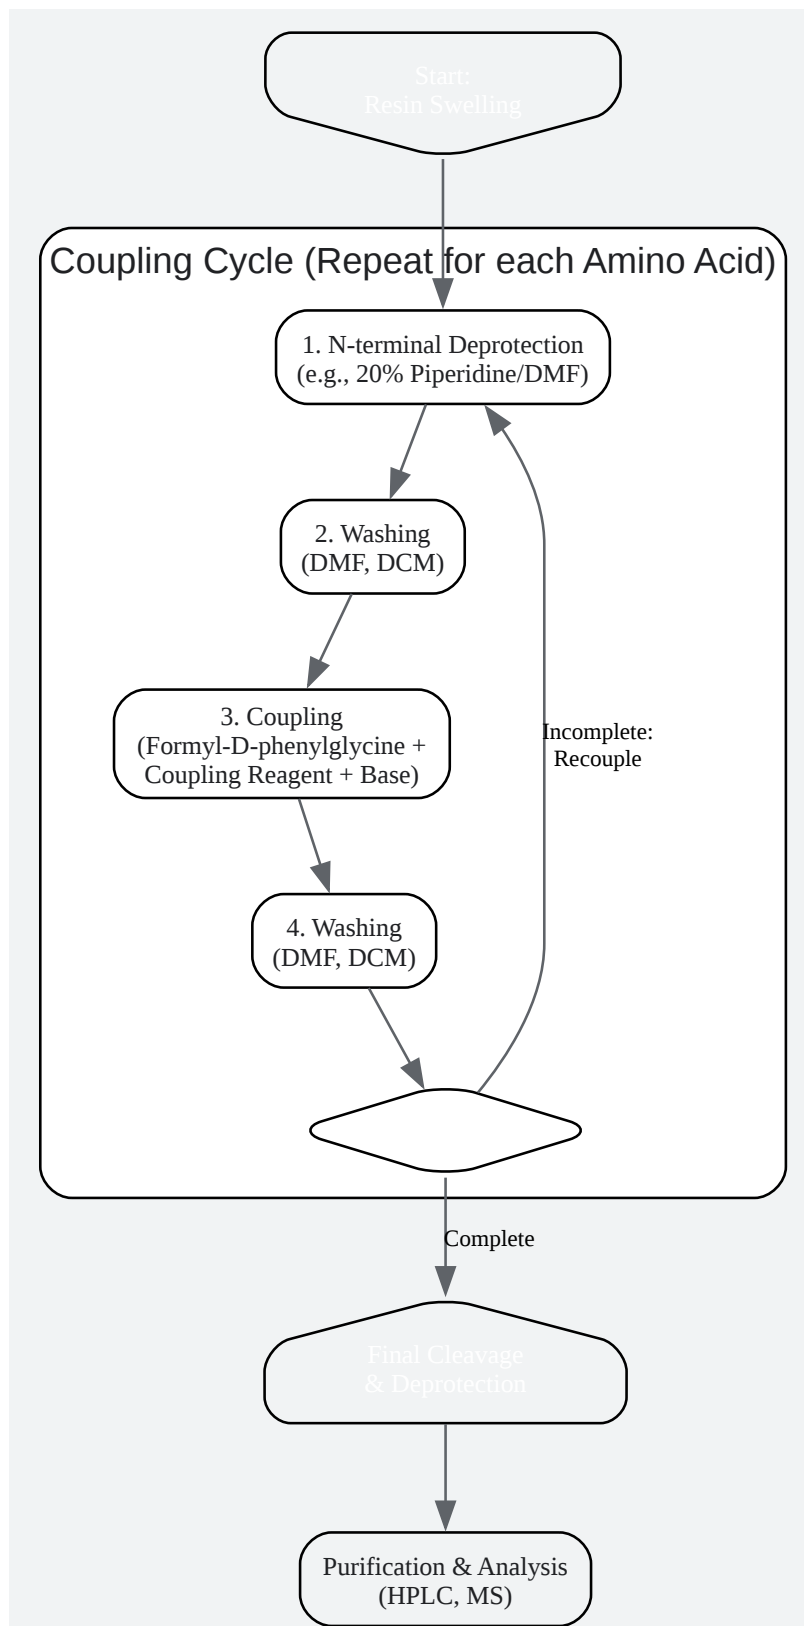 Start:
Resin Swelling
Coupling Cycle (Repeat for each Amino Acid)
1. N-terminal Deprotection
(e.g., 20% Piperidine/DMF)
2. Washing
(DMF, DCM)
3. Coupling
(Formyl-D-phenylglycine +
Coupling Reagent + Base)
Incomplete:
Recouple
4. Washing
(DMF, DCM)
Complete
Final Cleavage
& Deprotection
Purification & Analysis
(HPLC, MS)